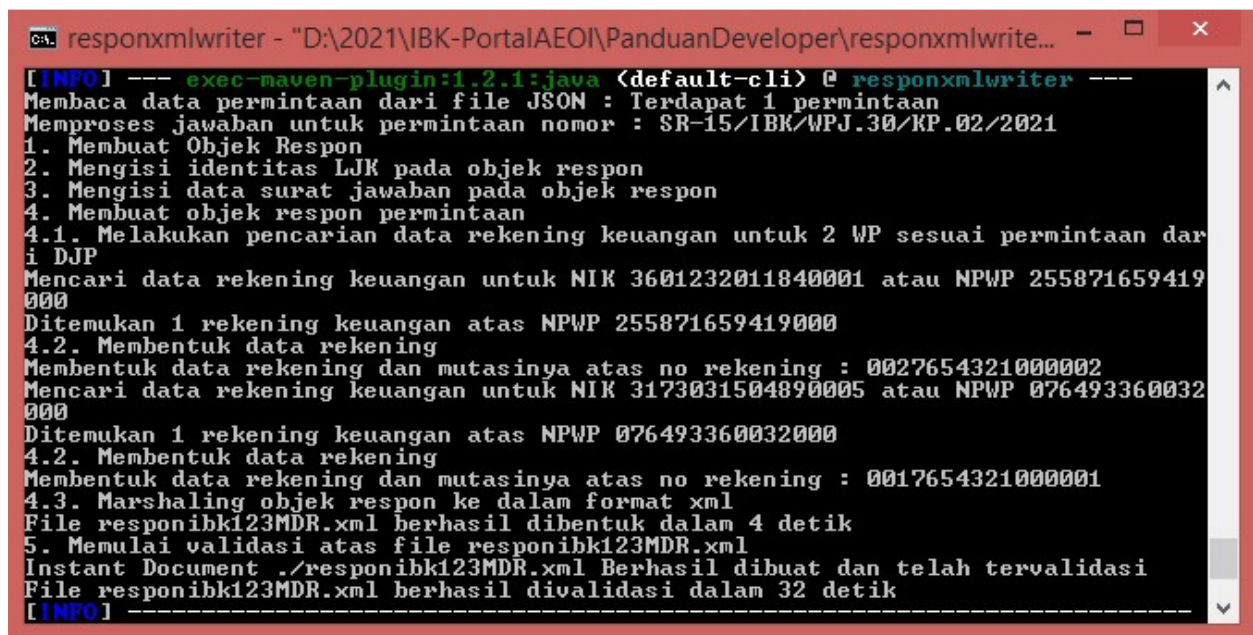 responxmlwriter - "D:\2021\IBK-PortalAEOI\PanduanDeveloper\responxmlwrite...
[INFO] --- exec-maven-plugin:1.2.1:java (default-cli) @ responxmlwriter ---
Membaca data permintaan dari file JSON : Terdapat 1 permintaan
Memproses jawaban untuk permintaan nomor : SR-15/IBK/WPJ.30/KP.02/2021
1. Membuat Objek Respon
2. Mengisi identitas LJK pada objek respon
3. Mengisi data surat jawaban pada objek respon
4. Membuat objek respon permintaan
4.1. Melakukan pencarian data rekening keuangan untuk 2 WP sesuai permintaan dar
i DJP
Mencari data rekening keuangan untuk NIK 3601232011840001 atau NPWP 255871659419
000
Ditemukan 1 rekening keuangan atas NPWP 255871659419000
4.2. Membentuk data rekening
Membentuk data rekening dan mutasinya atas no rekening : 0027654321000002
Mencari data rekening keuangan untuk NIK 3173031504890005 atau NPWP 076493360032
000
Ditemukan 1 rekening keuangan atas NPWP 076493360032000
4.2. Membentuk data rekening
Membentuk data rekening dan mutasinya atas no rekening : 0017654321000001
4.3. Marshaling objek respon ke dalam format xml
File responibk123MDR.xml berhasil dibentuk dalam 4 detik
5. Memulai validasi atas file responibk123MDR.xml
Instant Document ./responibk123MDR.xml Berhasil dibuat dan telah tervalidasi
File responibk123MDR.xml berhasil divalidasi dalam 32 detik
[INFO] ------------------------------------------------------------------------